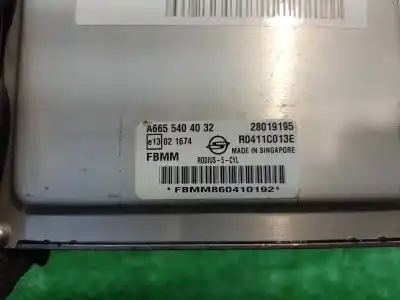 A665 540 40 32 28019195
e13 02 1674 R0411C013E
FBMM MADE IN SINGAPORE
RODIUS-5-CYL
*FBMM860410192*